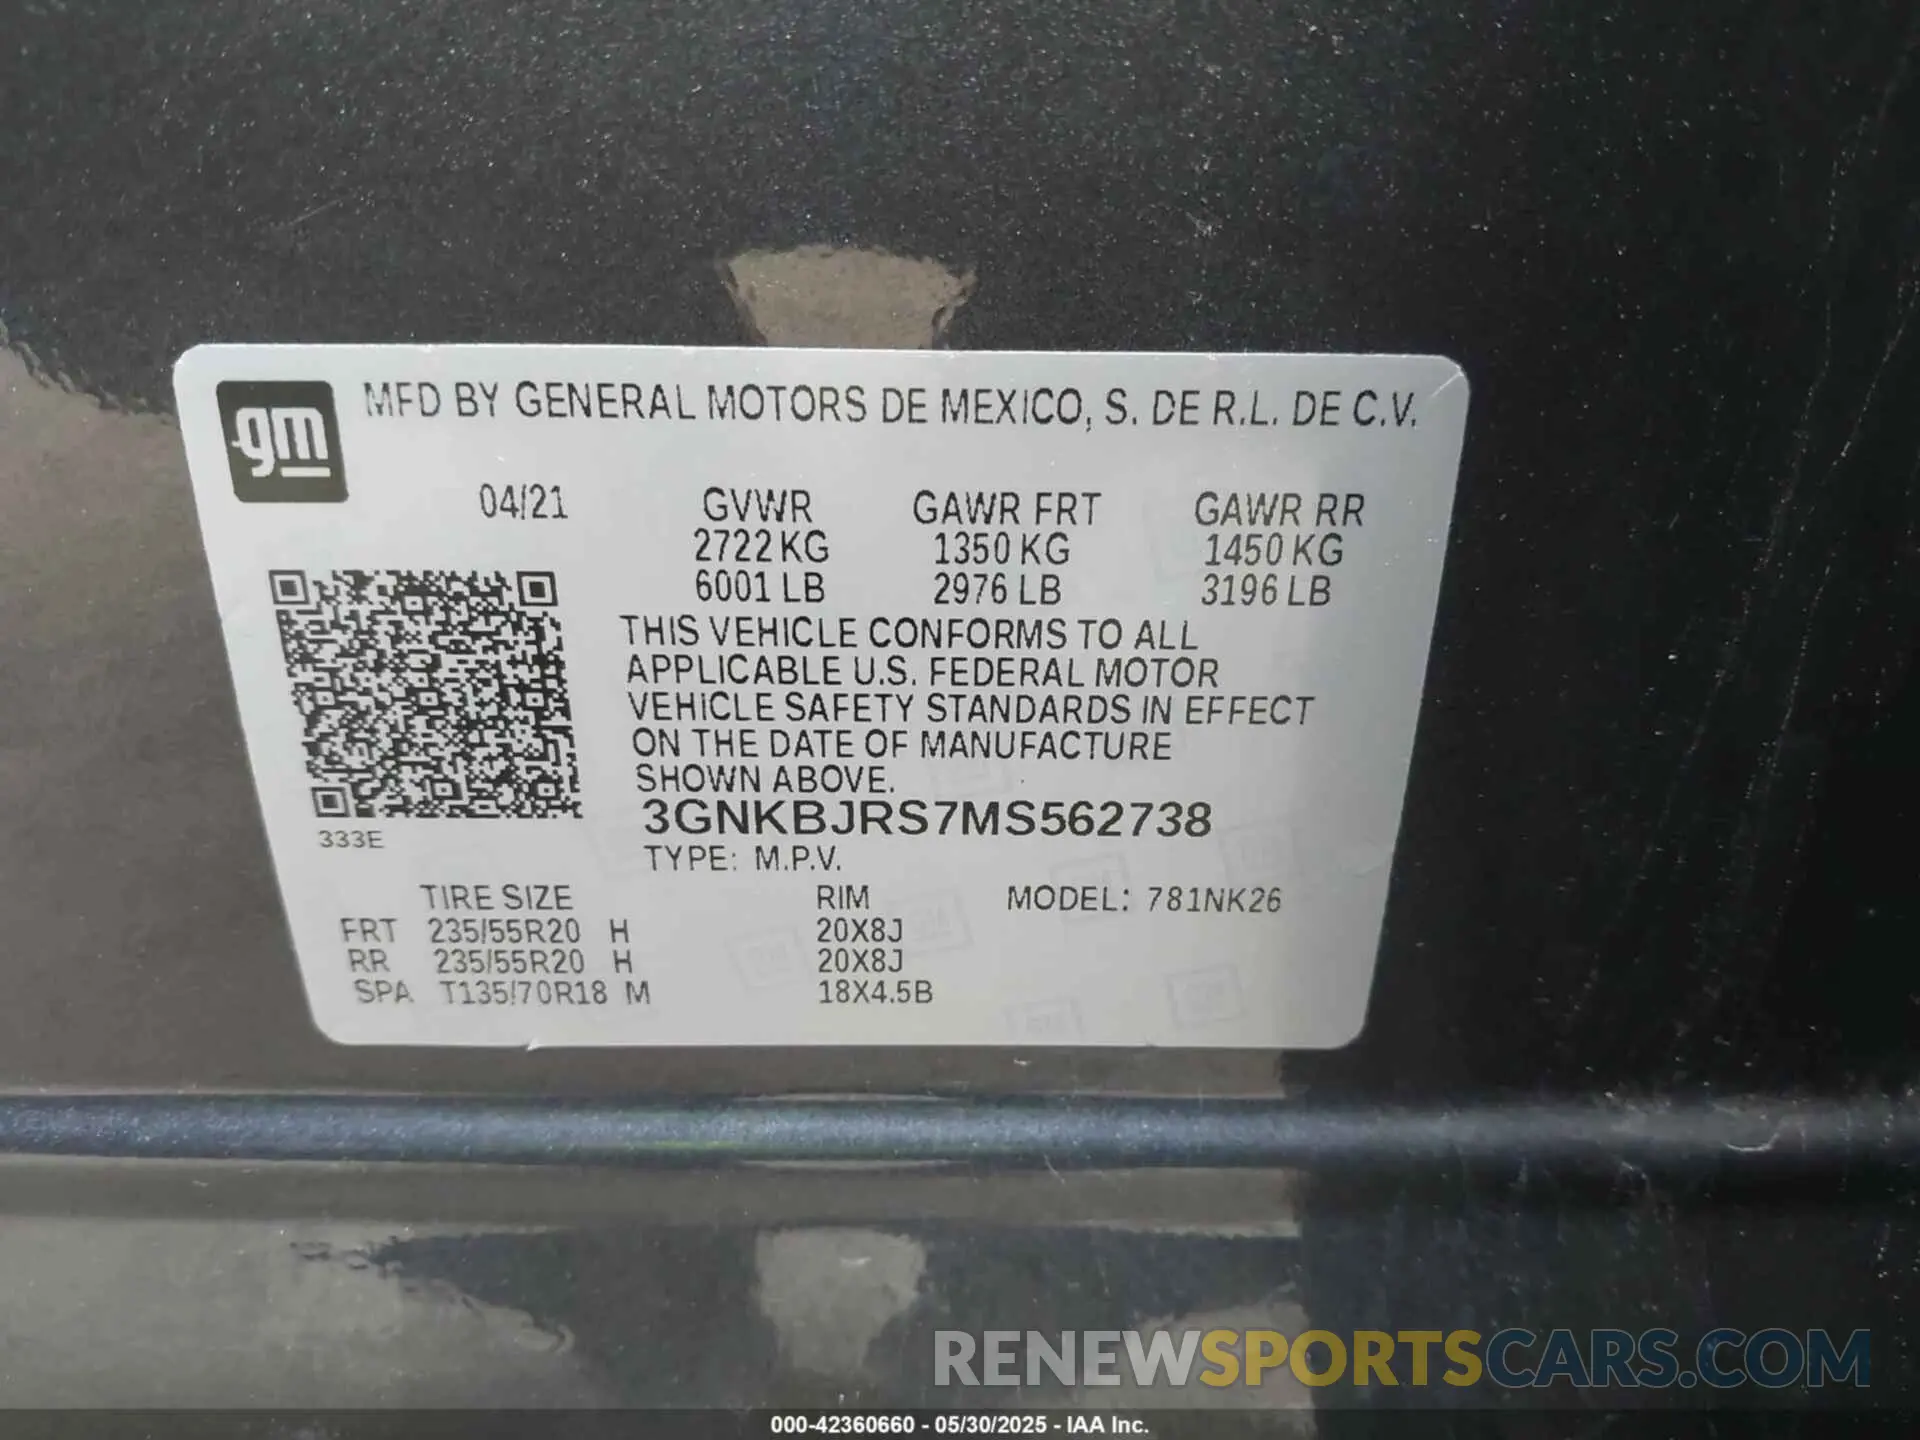 gm
MFD BY GENERAL MOTORS DE MEXICO, S. DE R.L. DE C.V.
04/21 GVWR GAWR FRT GAWR RR
2722 KG 1350 KG 1450 KG
6001 LB 2976 LB 3196 LB
THIS VEHICLE CONFORMS TO ALL
APPLICABLE U.S. FEDERAL MOTOR
VEHICLE SAFETY STANDARDS IN EFFECT
ON THE DATE OF MANUFACTURE
SHOWN ABOVE.
3GNKBJRS7MS562738
333E
TYPE: M.P.V.
TIRE SIZE RIM MODEL: 781NK26
FRT 235/55R20 H 20X8J
RR 235/55R20 H 20X8J
SPA T135/70R18 M 18X4.5B
RENEWSPORTSCARS.COM
000-42360660 - 05/30/2025 - IAA Inc.